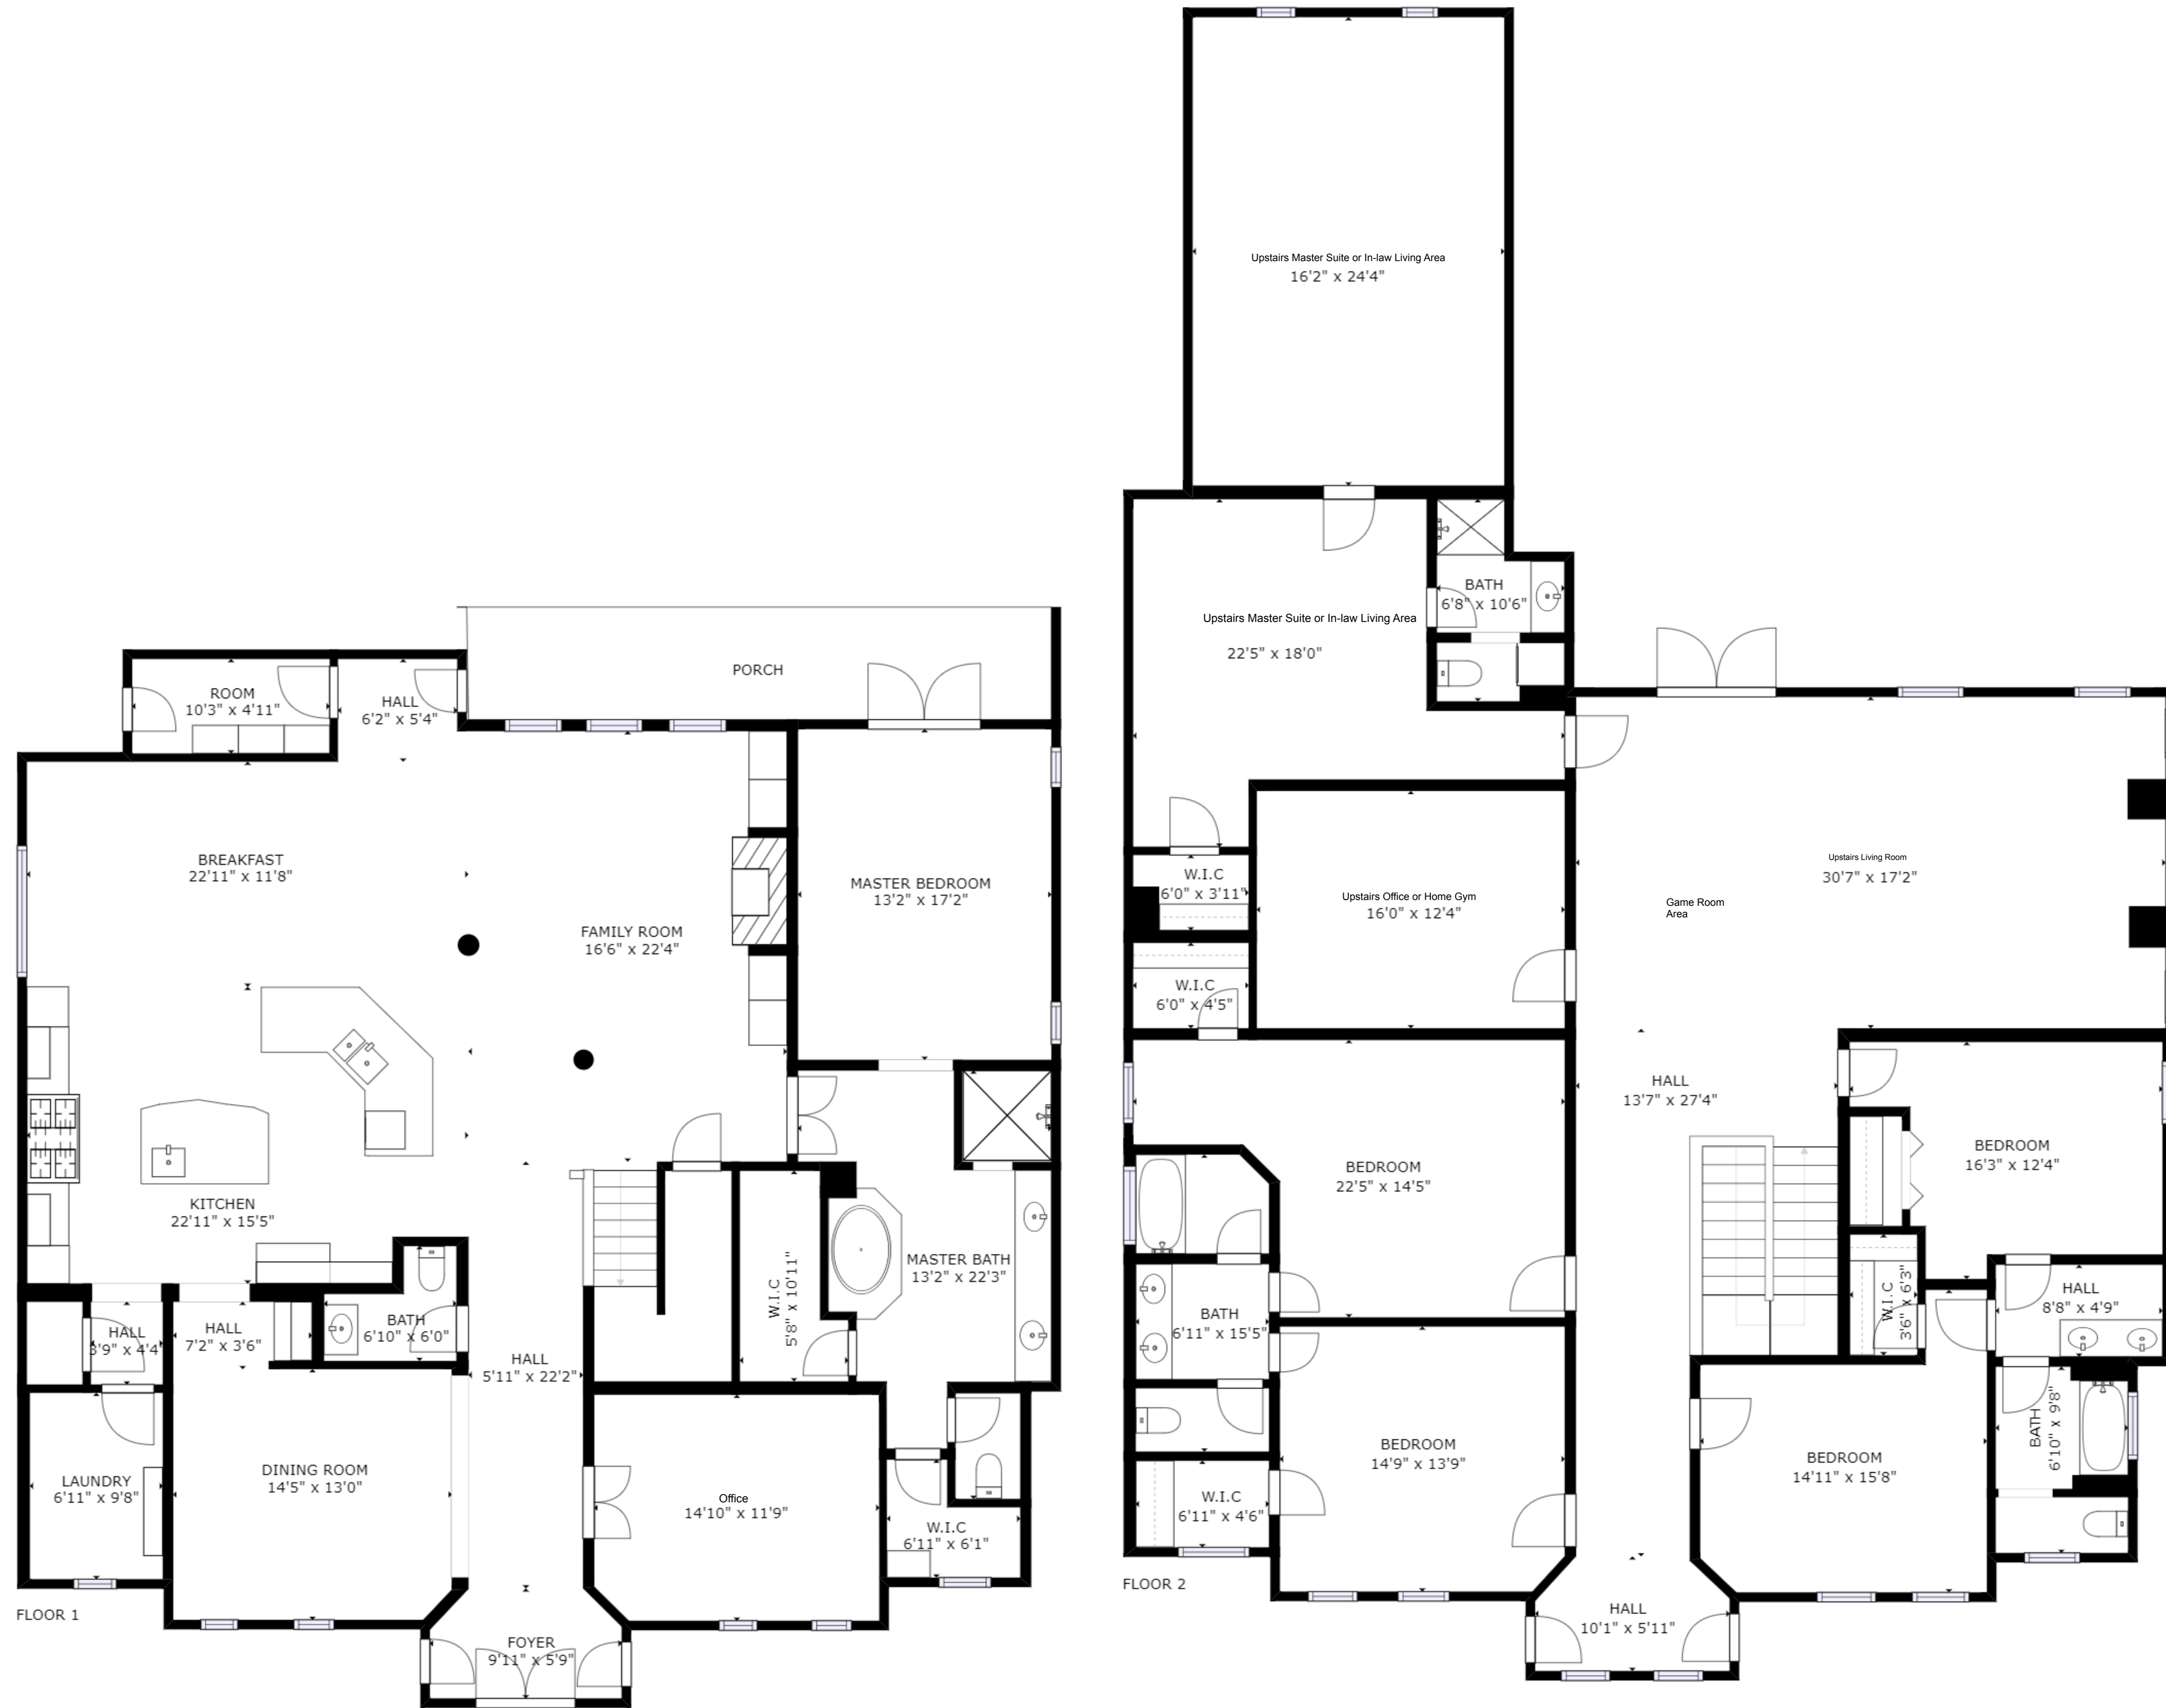 ROOM
10'3" x 4'11"
HALL
6'2" x 5'4"
PORCH
BREAKFAST
22'11" x 11'8"
FAMILY ROOM
16'6" x 22'4"
MASTER BEDROOM
13'2" x 17'2"
KITCHEN
22'11" x 15'5"
MASTER BATH
13'2" x 22'3"
W.I.C
5'8" x 10'11"
HALL
3'9" x 4'4"
HALL
7'2" x 3'6"
BATH
6'10" x 6'0"
HALL
5'11" x 22'2"
LAUNDRY
6'11" x 9'8"
DINING ROOM
14'5" x 13'0"
Office
14'10" x 11'9"
W.I.C
6'11" x 6'1"
FOYER
9'11" x 5'9"
FLOOR 1
Upstairs Master Suite or In-law Living Area
16'2" x 24'4"
BATH
6'8" x 10'6"
Upstairs Master Suite or In-law Living Area
22'5" x 18'0"
W.I.C
6'0" x 3'11"
Upstairs Office or Home Gym
16'0" x 12'4"
Upstairs Living Room
30'7" x 17'2"
Game Room
Area
W.I.C
6'0" x 4'5"
HALL
13'7" x 27'4"
BEDROOM
22'5" x 14'5"
BEDROOM
16'3" x 12'4"
W.I.C
3'6" x 6'3"
HALL
8'8" x 4'9"
BATH
6'11" x 15'5"
BEDROOM
14'9" x 13'9"
BEDROOM
14'11" x 15'8"
BATH
6'10" x 9'8"
W.I.C
6'11" x 4'6"
HALL
10'1" x 5'11"
FLOOR 2